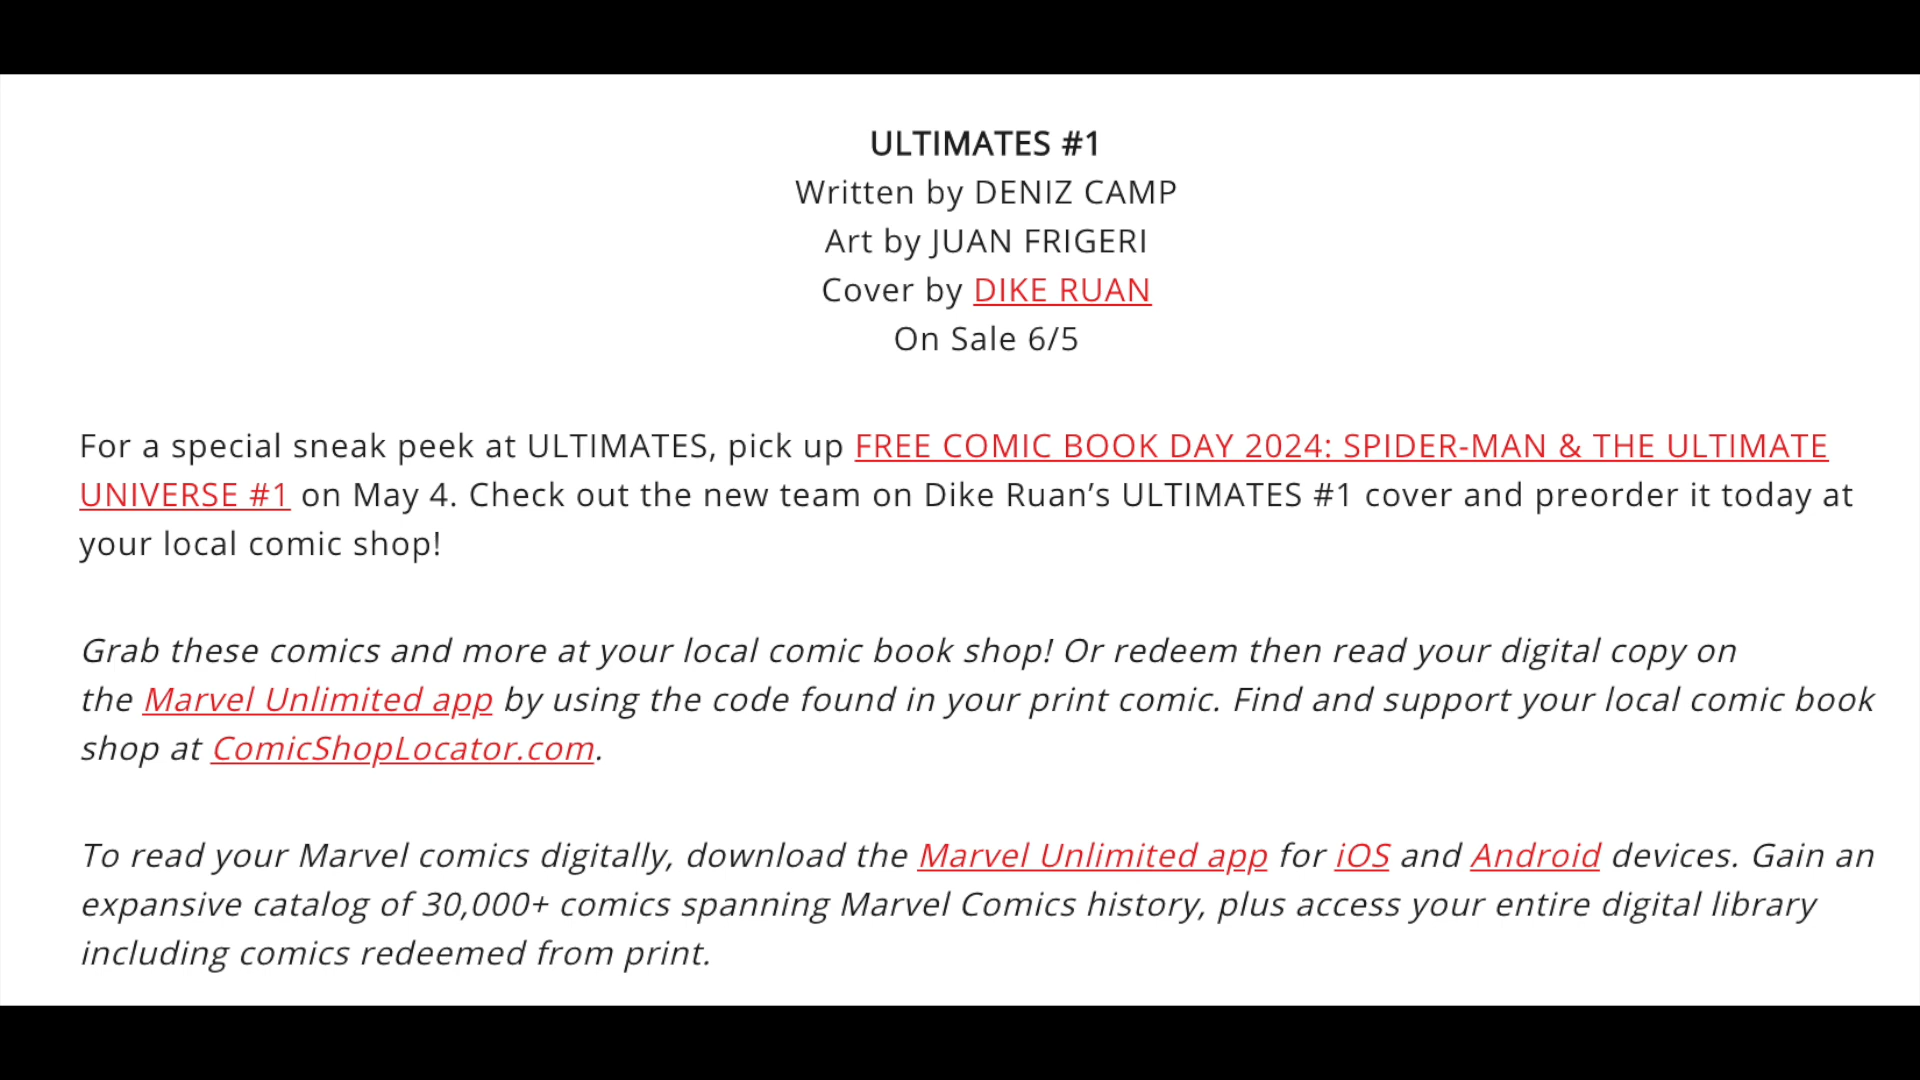 ULTIMATES #1
Written by DENIZ CAMP
Art by JUAN FRIGERI
Cover by DIKE RUAN
On Sale 6/5
For a special sneak peek at ULTIMATES, pick up FREE COMIC BOOK DAY 2024: SPIDER-MAN & THE ULTIMATE
UNIVERSE #1 on May 4. Check out the new team on Dike Ruan’s ULTIMATES #1 cover and preorder it today at
your local comic shop!
Grab these comics and more at your local comic book shop! Or redeem then read your digital copy on
the Marvel Unlimited app by using the code found in your print comic. Find and support your local comic book
shop at ComicShopLocator.com.
To read your Marvel comics digitally, download the Marvel Unlimited app for iOS and Android devices. Gain an
expansive catalog of 30,000+ comics spanning Marvel Comics history, plus access your entire digital library
including comics redeemed from print.